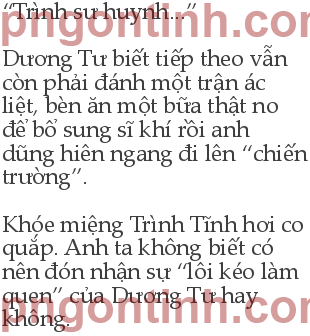 “Trình sư huynh...”
pngontinh.com
Dương Tư biết tiếp theo vẫn
còn phải đánh một trận ác
liệt, bèn ăn một bữa thật no
để bổ sung sĩ khí rồi anh
dũng hiên ngang đi lên “chiến
trường”.
Khóe miệng Trình Tĩnh hơi co
quắp. Anh ta không biết có
nên đón nhận sự “lôi kéo làm
quen” của Dương Tư hay
pngontinh.com
không.